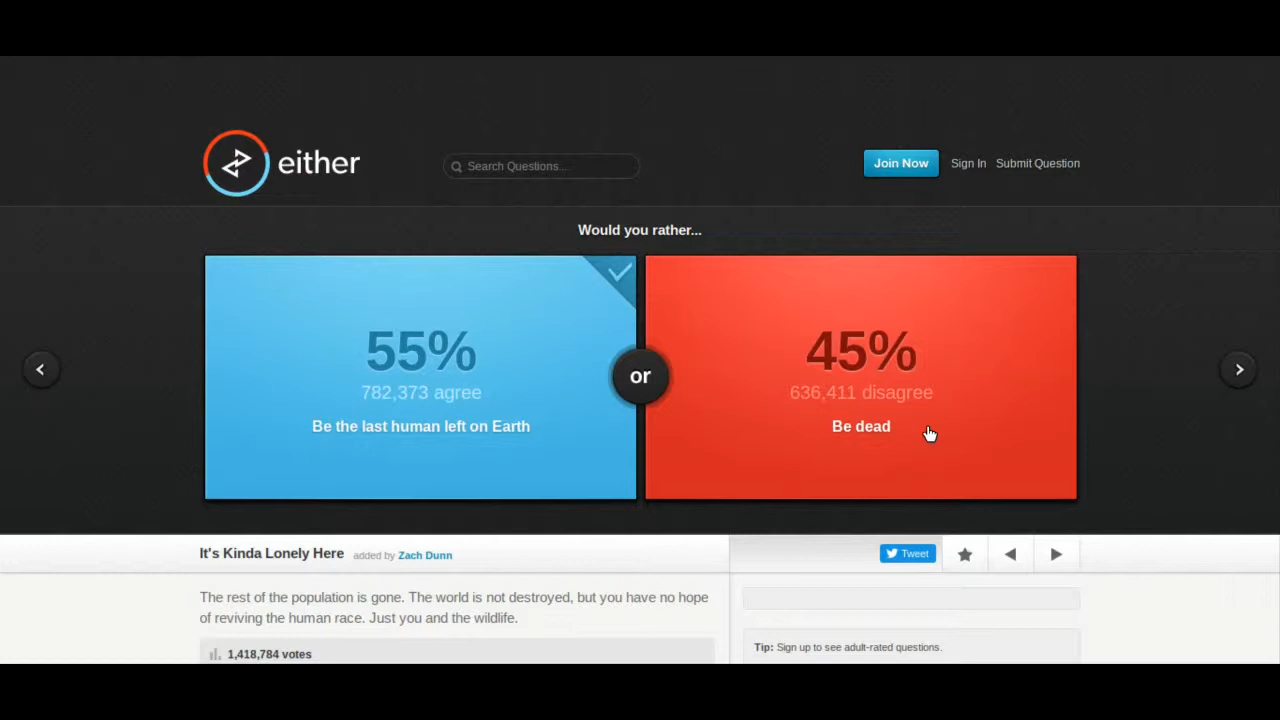 either
Search Questions...
Join Now
Sign In
Submit Question
Would you rather...
55%
782,373 agree
Be the last human left on Earth
or
45%
636,411 disagree
Be dead
It's Kinda Lonely Here added by Zach Dunn
Tweet
The rest of the population is gone. The world is not destroyed, but you have no hope
of reviving the human race. Just you and the wildlife.
1,418,784 votes
Tip: Sign up to see adult-rated questions.